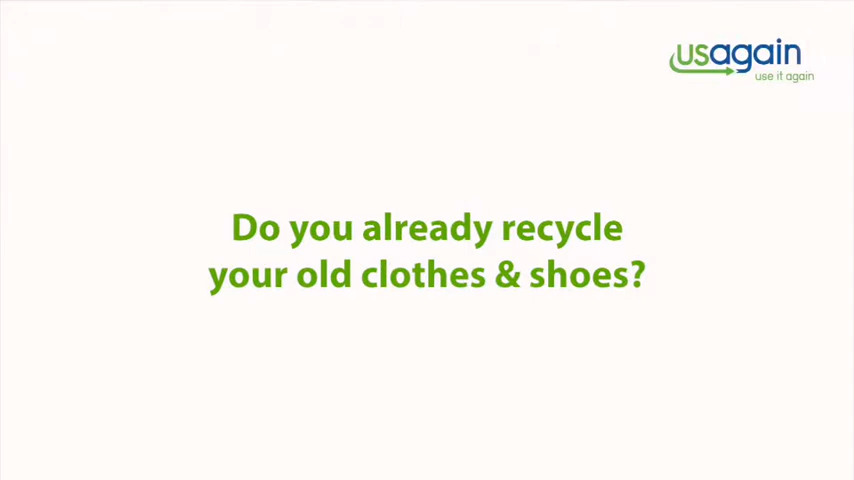 usagain
use it again
Do you already recycle
your old clothes & shoes?